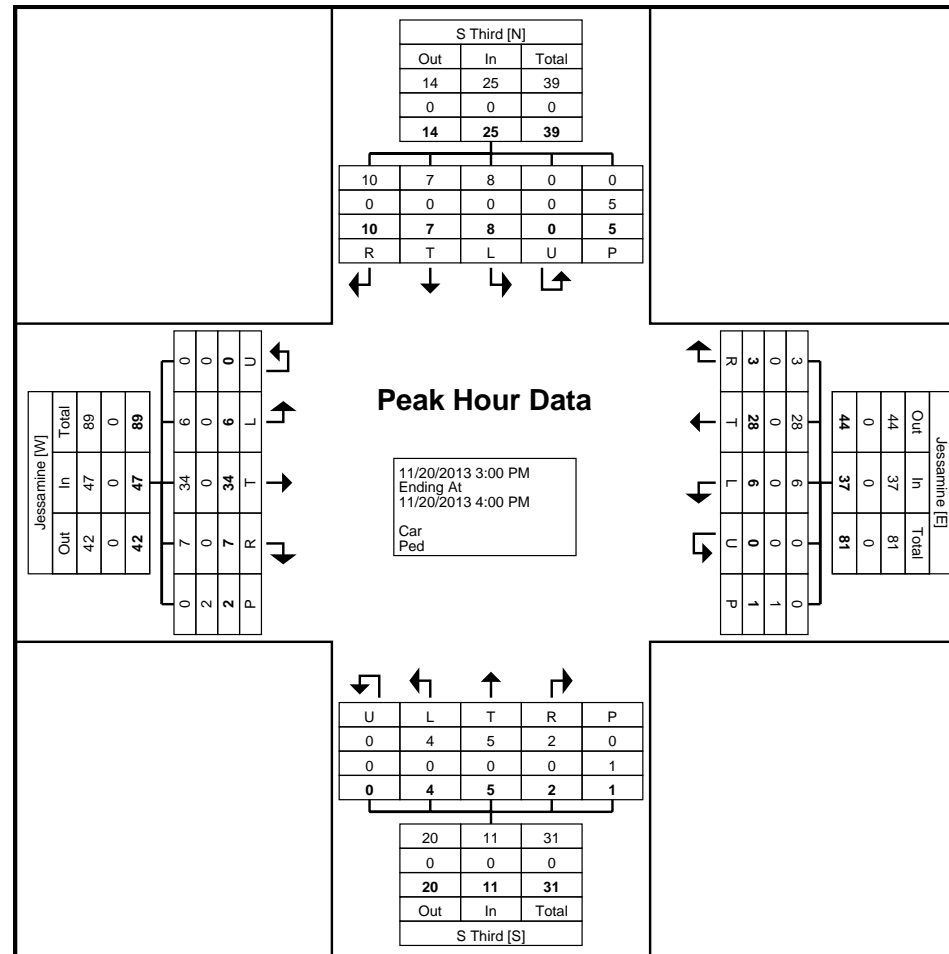 S Third [N]
Out In Total
14 25 39
0 0 0
14 25 39
10 7 8 0 0
0 0 0 0 5
10 7 8 0 5
R T L U P
Jessamine [W]
Total In Out
89 47 42
0 0 0
89 47 42
0 6 34 7 0
0 0 0 0 2
0 6 34 7 2
U L T R P
Peak Hour Data
11/20/2013 3:00 PM
Ending At
11/20/2013 4:00 PM
Car
Ped
Jessamine [E]
Out In Total
44 37 81
0 0 0
44 37 81
3 28 6 0 0
0 0 0 0 1
3 28 6 0 1
R T L U P
U L T R P
0 4 5 2 0
0 0 0 0 1
0 4 5 2 1
20 11 31
0 0 0
20 11 31
Out In Total
S Third [S]